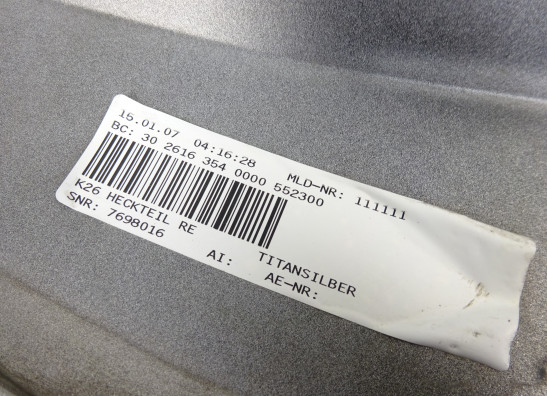 15.01.07 04:16:28 MLD-NR: 111111
BC: 30 2616 354 0000 552300
K26 HECKTEIL RE TITANSILBER
SNR: 7698016 AI: AE-NR: